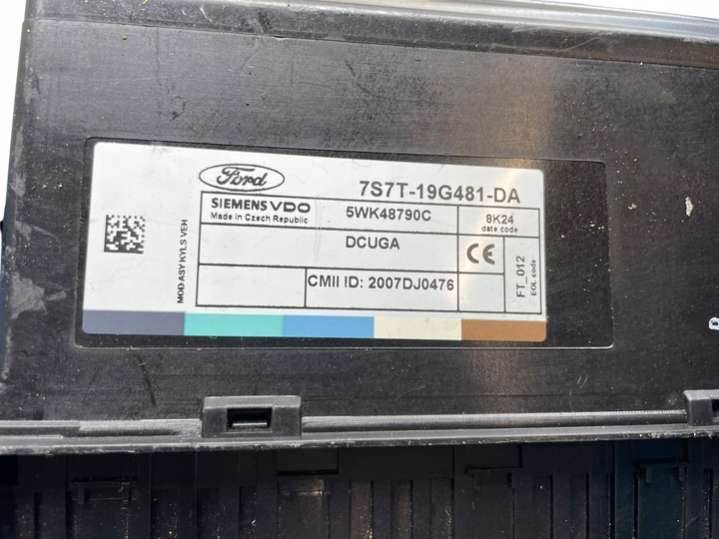 Ford
7S7T-19G481-DA
SIEMENS VDO
Made in Czech Republic
5WK48790C
8K24
date code
DCUGA
CE
CMII ID: 2007DJ0476
MOD ASY KYLS VEH
FT_012
EOL code